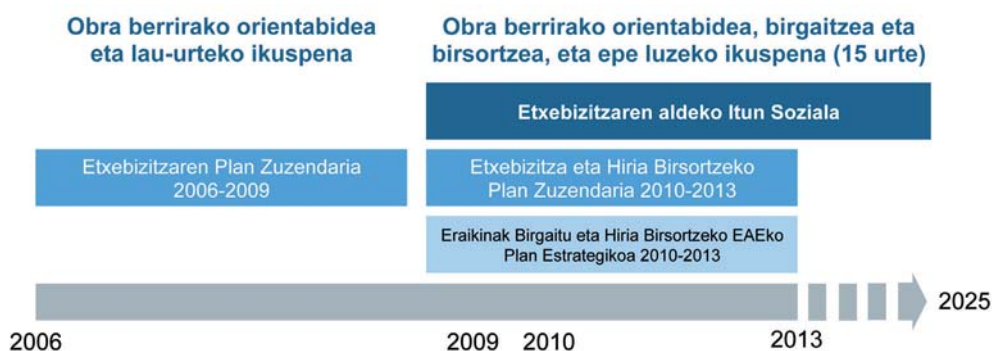 Obra berrirako orientabidea
eta lau-urteko ikuspena
Obra berrirako orientabidea, birgaitzea eta
birsortzea, eta epe luzeko ikuspena (15 urte)
Etxebizitzaren aldeko Itun Soziala
Etxebizitzaren Plan Zuzendaria
2006-2009
Etxebizitza eta Hiria Birsortzeko
Plan Zuzendaria 2010-2013
Eraikinak Birgaitu eta Hiria Birsortzeko EAEko
Plan Estrategikoa 2010-2013
2025
2006
2009
2010
2013